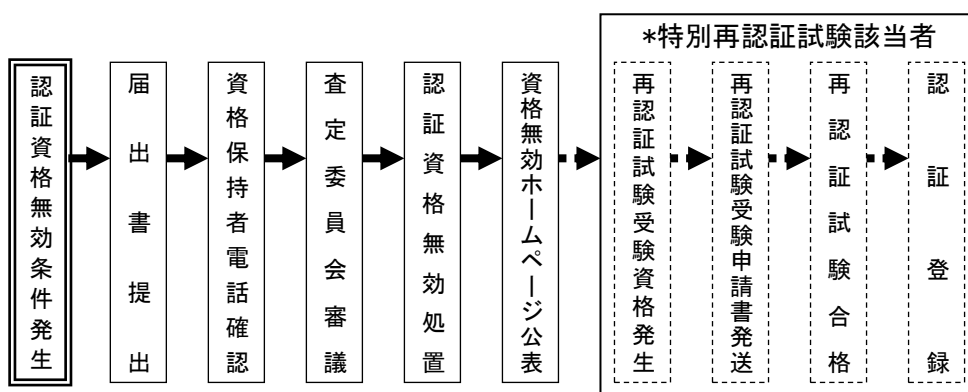 *特別再認証試験該当者
認証資格無効条件発生
届出書提出
資格保持者電話確認
査定委員会審議
認証資格無効処置
資格無効ホームページ公表
再認証試験受験資格発生
再認証試験受験申請書発送
再認証試験合格
認証登録